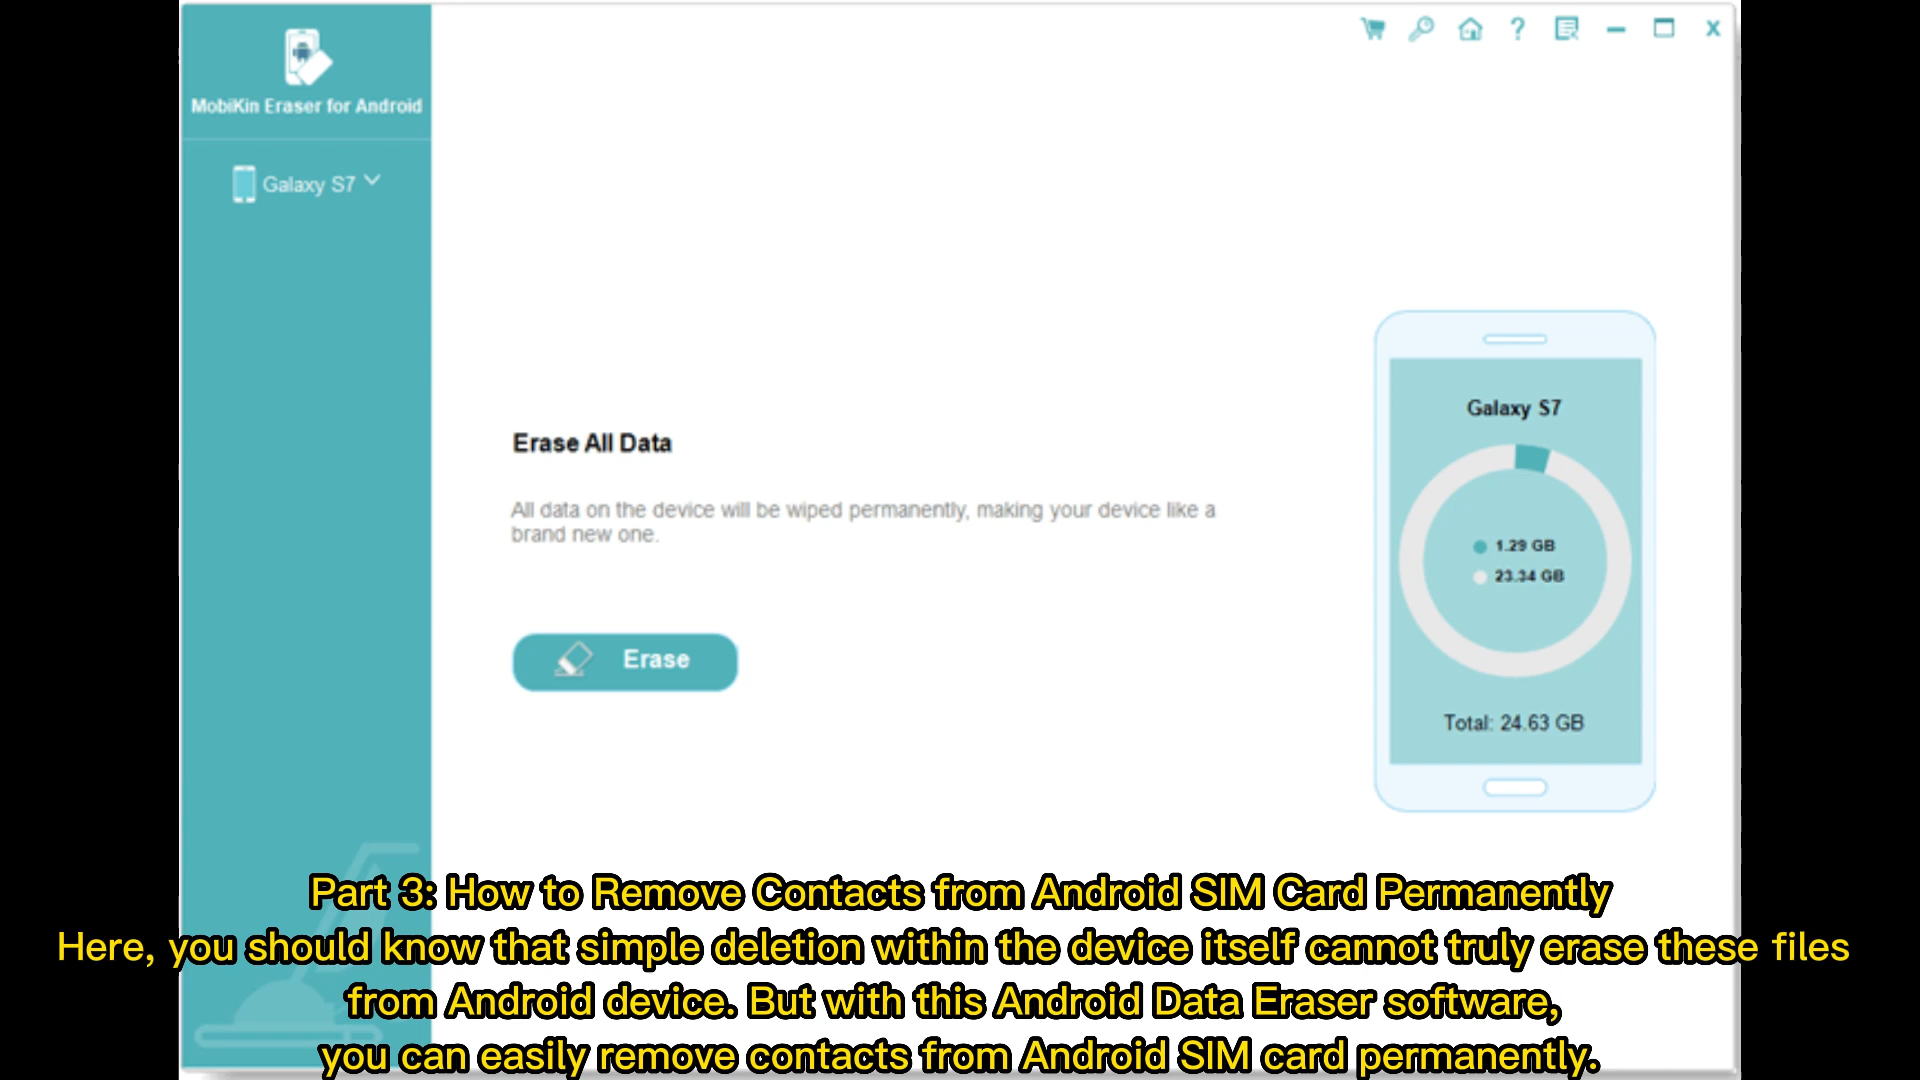 MobiKin Eraser for Android
Galaxy S7
Erase All Data
All data on the device will be wiped permanently, making your device like a
brand new one.
Erase
Galaxy S7
1.29 GB
23.34 GB
Total: 24.63 GB
Part 3: How to Remove Contacts from Android SIM Card Permanently
Here, you should know that simple deletion within the device itself cannot truly erase these files
from Android device. But with this Android Data Eraser software,
you can easily remove contacts from Android SIM card permanently.